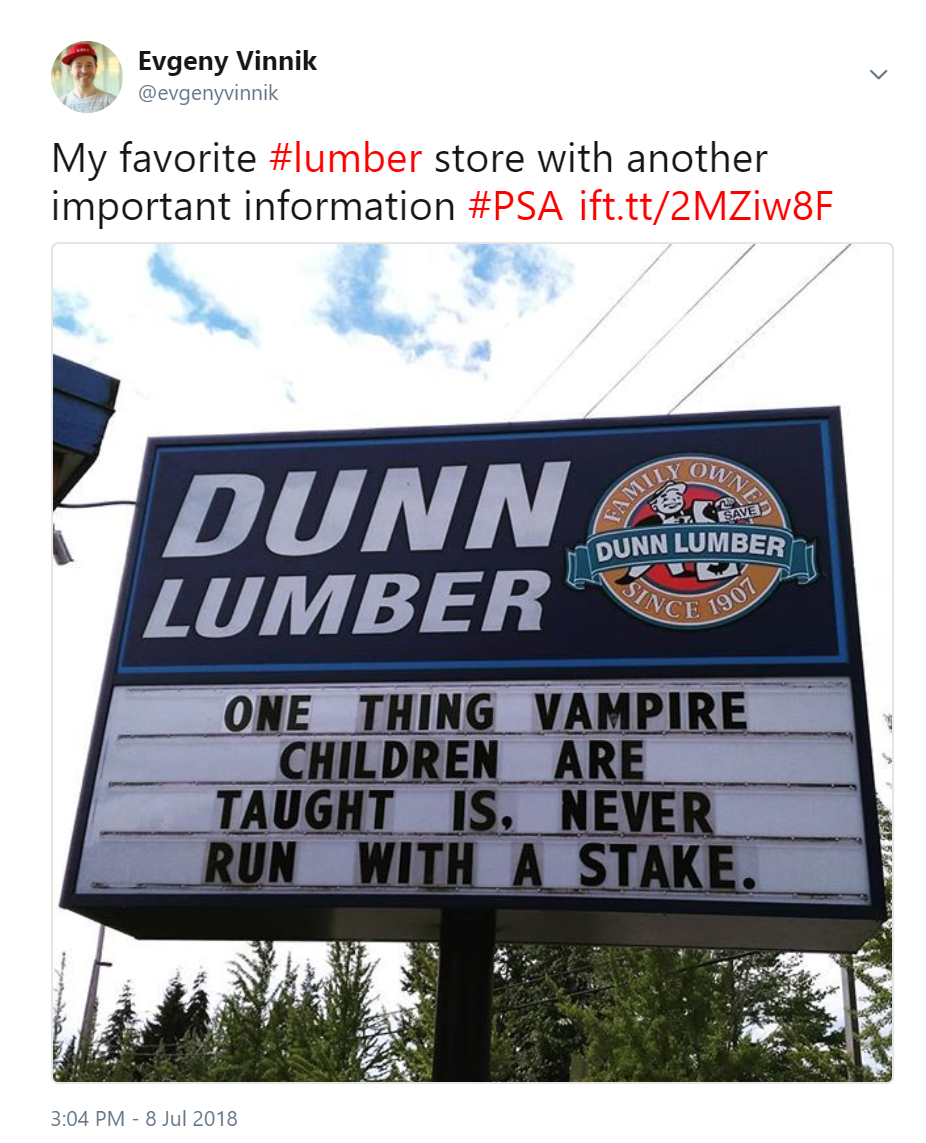 Evgeny Vinnik
@evgenyvinnik
My favorite #lumber store with another
important information #PSA ift.tt/2MZiw8F
DUNN
LUMBER
FAMILY OWNED
SAVE
DUNN LUMBER
SINCE 1907
ONE THING VAMPIRE
CHILDREN ARE
TAUGHT IS, NEVER
RUN WITH A STAKE.
3:04 PM - 8 Jul 2018